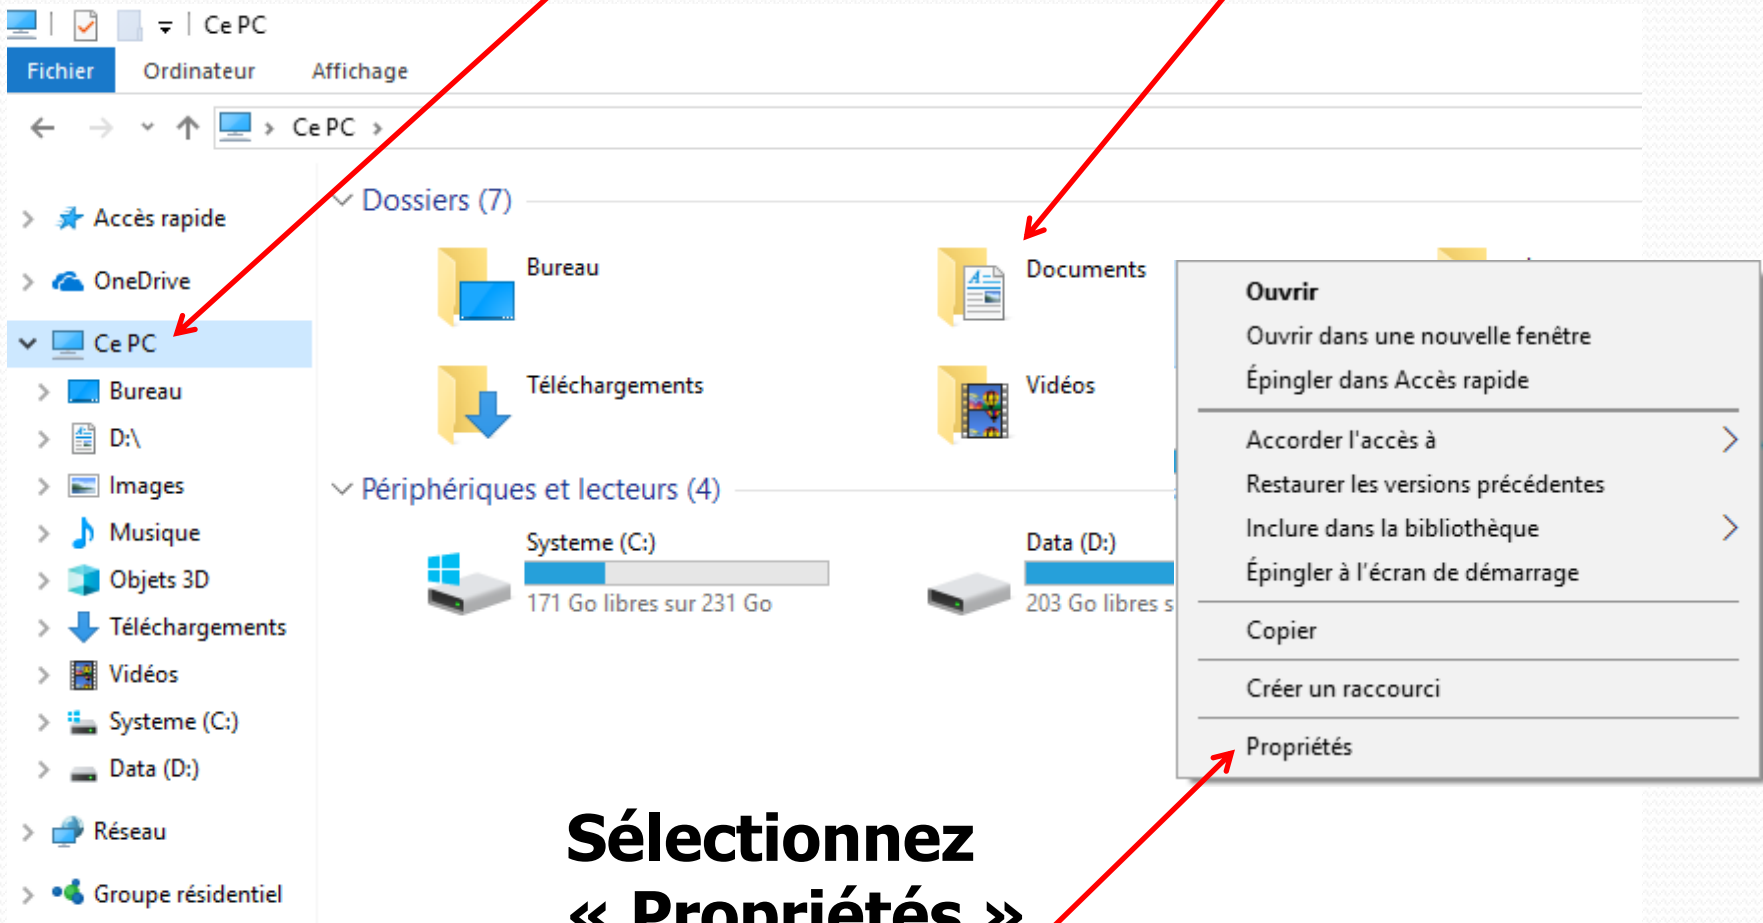 Ce PC
Fichier Ordinateur Affichage
Ce PC
Accès rapide
OneDrive
Ce PC
Bureau
D:\
Images
Musique
Objets 3D
Téléchargements
Vidéos
Systeme (C:)
Data (D:)
Réseau
Groupe résidentiel
Dossiers (7)
Bureau
Documents
Téléchargements
Vidéos
Périphériques et lecteurs (4)
Systeme (C:)
171 Go libres sur 231 Go
Data (D:)
203 Go libres s
Ouvrir
Ouvrir dans une nouvelle fenêtre
Épingler dans Accès rapide
Accorder l'accès à
Restaurer les versions précédentes
Inclure dans la bibliothèque
Épingler à l'écran de démarrage
Copier
Créer un raccourci
Propriétés
Sélectionnez
« Propriétés »